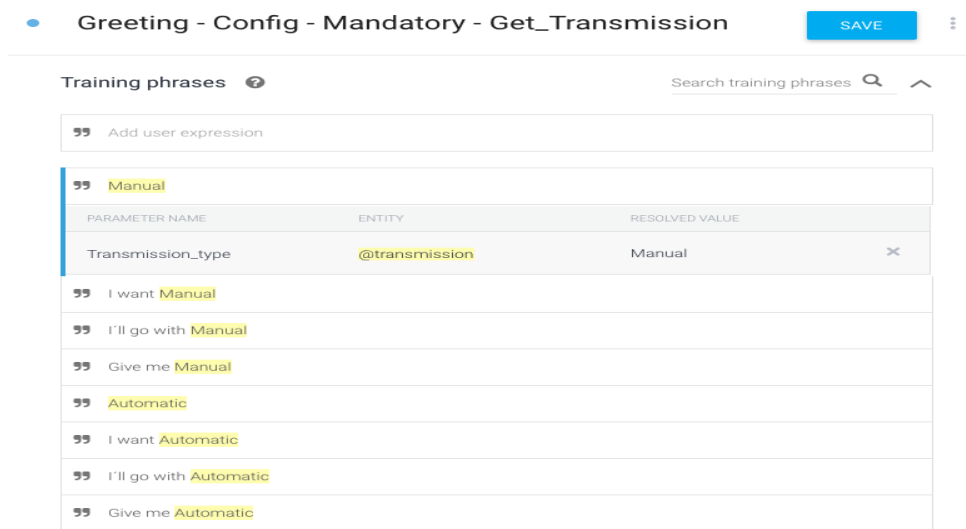 Greeting - Config - Mandatory - Get_Transmission SAVE
Training phrases Search training phrases
Add user expression
Manual
PARAMETER NAME ENTITY RESOLVED VALUE
Transmission_type @transmission Manual
I want Manual
I´ll go with Manual
Give me Manual
Automatic
I want Automatic
I´ll go with Automatic
Give me Automatic